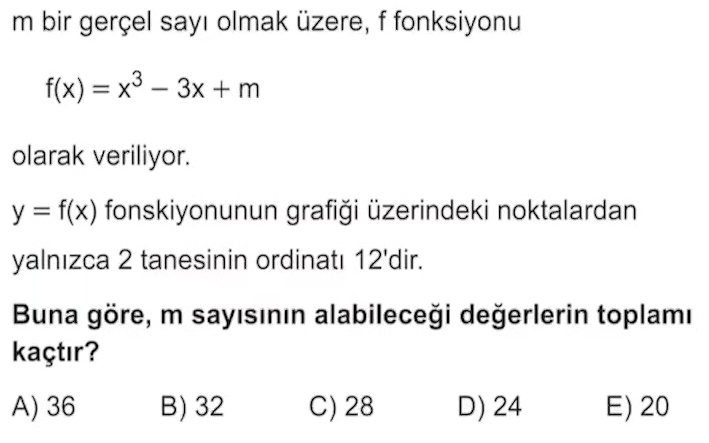 m bir gerçel sayı olmak üzere, f fonksiyonu
f(x) = x³ – 3x + m
olarak veriliyor.
y = f(x) fonskiyonunun grafiği üzerindeki noktalardan
yalnızca 2 tanesinin ordinatı 12'dir.
Buna göre, m sayısının alabileceği değerlerin toplamı
kaçtır?
A) 36 B) 32 C) 28 D) 24 E) 20